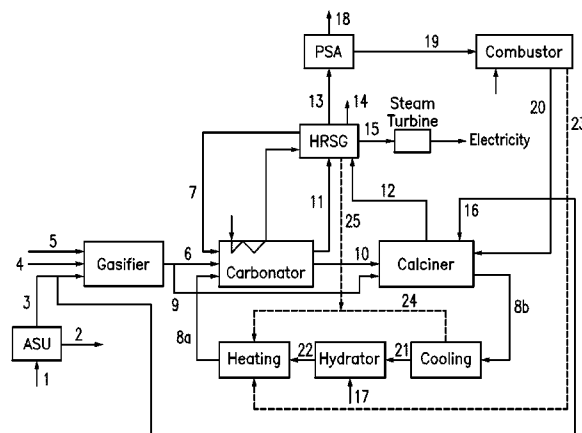 18
PSA
19
Combustor
13
14
Steam
Turbine
20
HRSG
15
Electricity
23
7
11
12
16
25
5
4
6
10
Gasifier
Carbonator
Calciner
3
9
24
8b
2
8a
ASU
Heating
22
Hydrator
21
Cooling
1
17